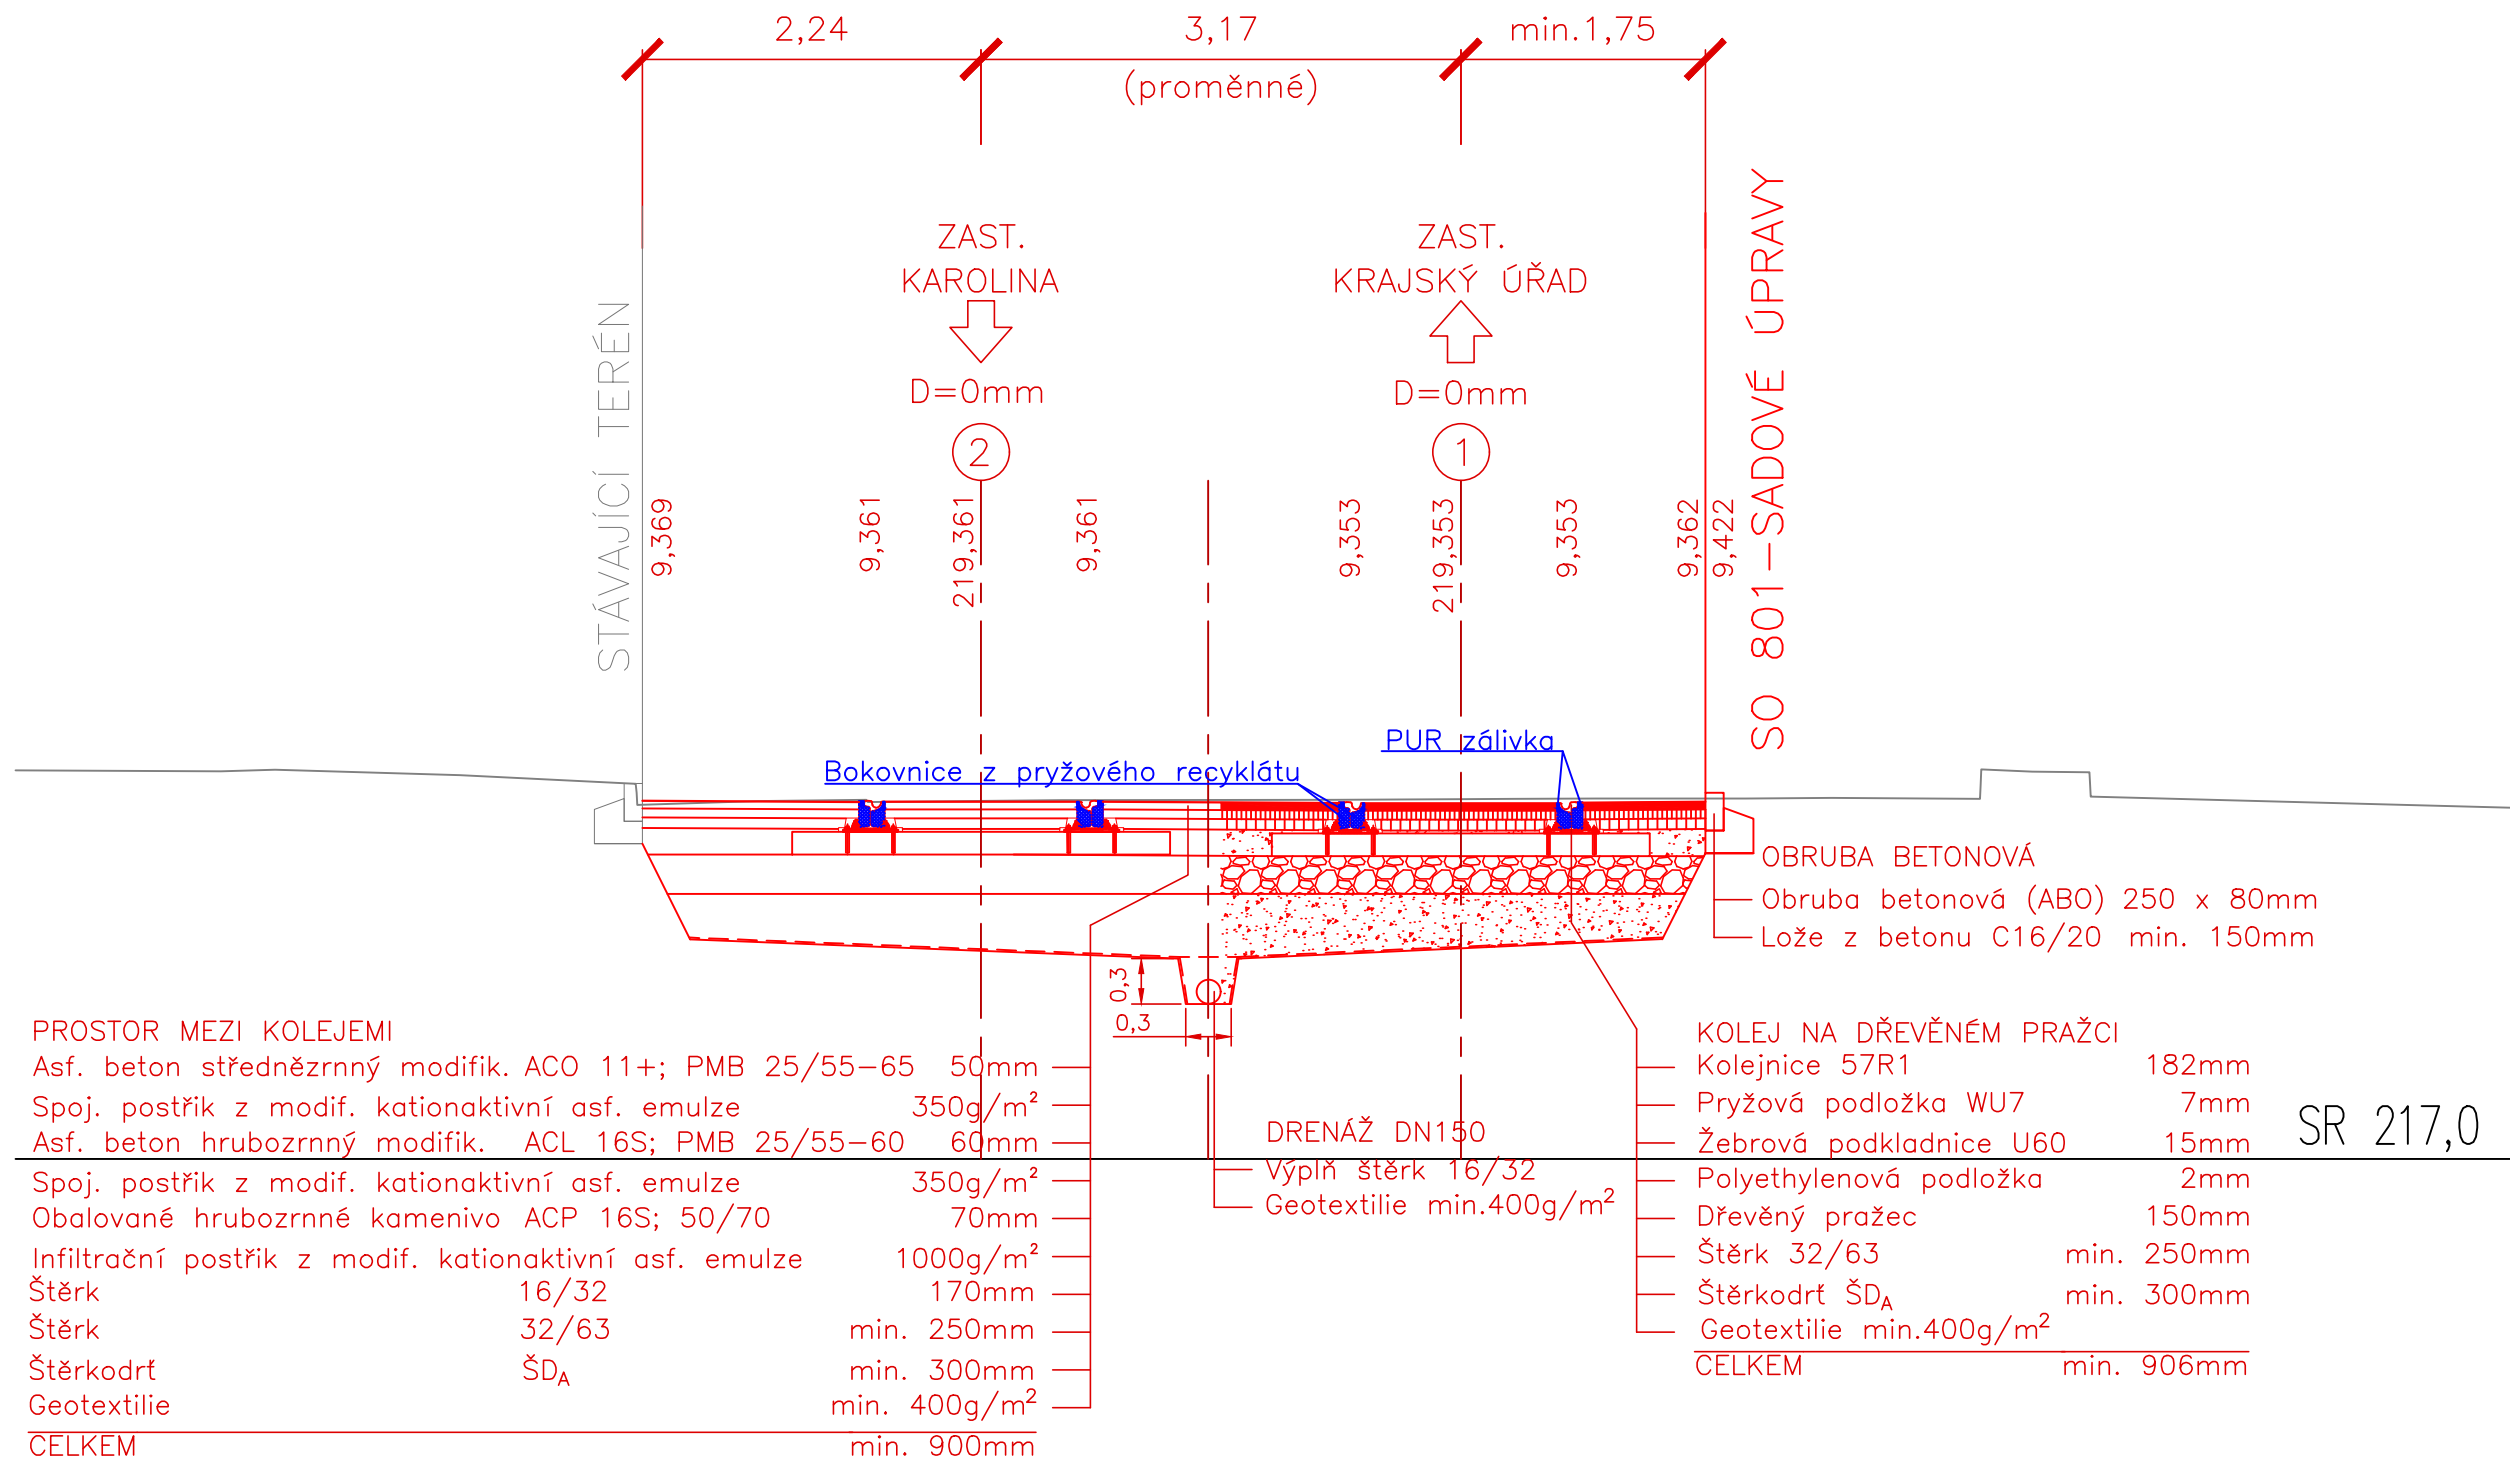 2,24
3,17
min.1,75
(proměnné)
ZAST.
KAROLINA
D=0mm
2
ZAST.
KRAJSKÝ ÚŘAD
D=0mm
1
STÁVAJÍCÍ TERÉN
9,369
9,361
219,361
9,361
9,353
219,353
9,353
9,362
9,422
SO 801-SADOVÉ ÚPRAVY
PUR zálivka
Bokovnice z pryžového recyklátu
OBRUBA BETONOVÁ
Obruba betonová (ABO) 250 x 80mm
Lože z betonu C16/20 min. 150mm
0,3
0,3
PROSTOR MEZI KOLEJEMI
Asf. beton střednězrnný modifik. ACO 11+; PMB 25/55-65 50mm
Spoj. postřik z modif. kationaktivní asf. emulze 350g/m²
Asf. beton hrubozrnný modifik. ACL 16S; PMB 25/55-60 60mm
Spoj. postřik z modif. kationaktivní asf. emulze 350g/m²
Obalované hrubozrnné kamenivo ACP 16S; 50/70 70mm
Infiltrační postřik z modif. kationaktivní asf. emulze 1000g/m²
Štěrk 16/32 170mm
Štěrk 32/63 min. 250mm
Štěrkodrť ŠDA min. 300mm
Geotextilie min. 400g/m²
CELKEM min. 900mm
DRENÁŽ DN150
Výplň štěrk 16/32
Geotextilie min.400g/m²
KOLEJ NA DŘEVĚNÉM PRAŽCI
Kolejnice 57R1 182mm
Pryžová podložka WU7 7mm
Žebrová podkladnice U60 15mm
Polyethylenová podložka 2mm
Dřevěný pražec 150mm
Štěrk 32/63 min. 250mm
Štěrkodrť ŠDA min. 300mm
Geotextilie min.400g/m²
CELKEM min. 906mm
SR 217,0